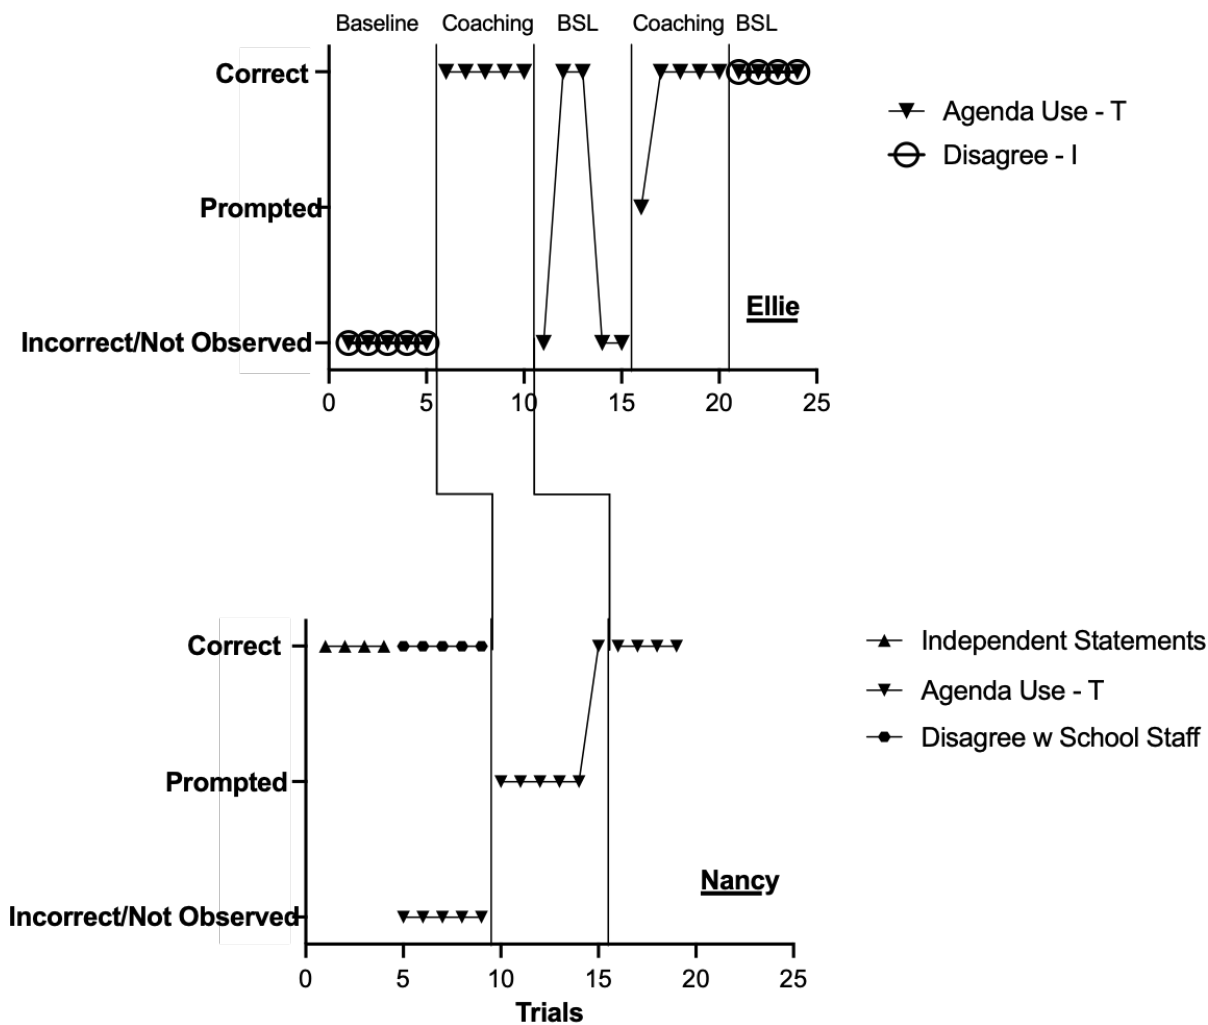 Baseline Coaching BSL Coaching BSL
Correct
Agenda Use - T
Disagree - I
Prompted
Ellie
Incorrect/Not Observed
0 5 10 15 20 25
Correct
Independent Statements
Agenda Use - T
Disagree w School Staff
Prompted
Nancy
Incorrect/Not Observed
0 5 10 15 20 25
Trials